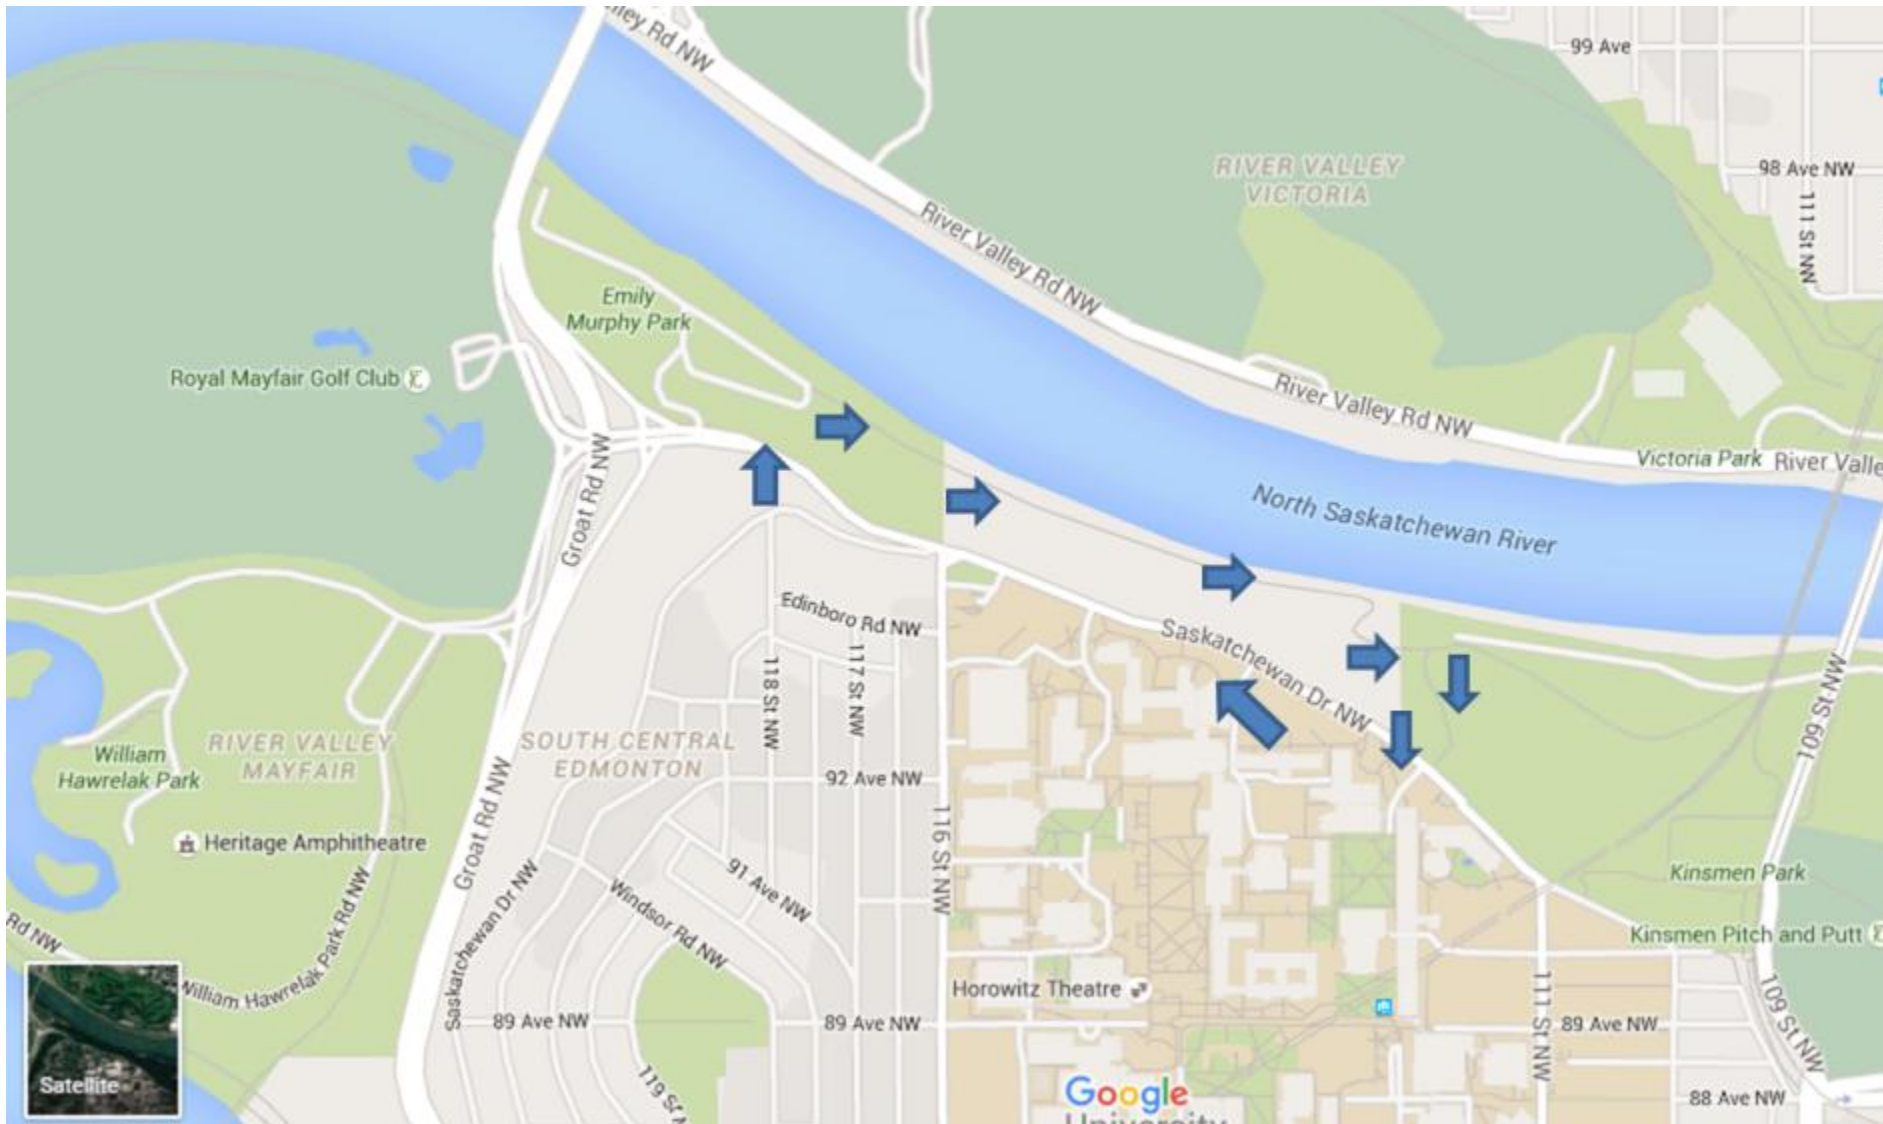 lley Rd NW
99 Ave
RIVER VALLEY
VICTORIA
98 Ave NW
111 St NW
River Valley Rd NW
Emily
Murphy Park
Royal Mayfair Golf Club
River Valley Rd NW
Groat Rd NW
Victoria Park
River Valle
North Saskatchewan River
Edinboro Rd NW
Saskatchewan Dr NW
118 St NW
117 St NW
109 St NW
William
Hawrelak Park
RIVER VALLEY
MAYFAIR
SOUTH CENTRAL
EDMONTON
92 Ave NW
Groat Rd NW
116 St NW
Heritage Amphitheatre
91 Ave NW
Windsor Rd NW
Saskatchewan Dr NW
Kinsmen Park
Kinsmen Pitch and Putt
Rd NW
William Hawrelak Park Rd NW
Horowitz Theatre
89 Ave NW
89 Ave NW
111 St NW
89 Ave NW
109 St NW
Satellite
119 St N
Google
University
88 Ave NW